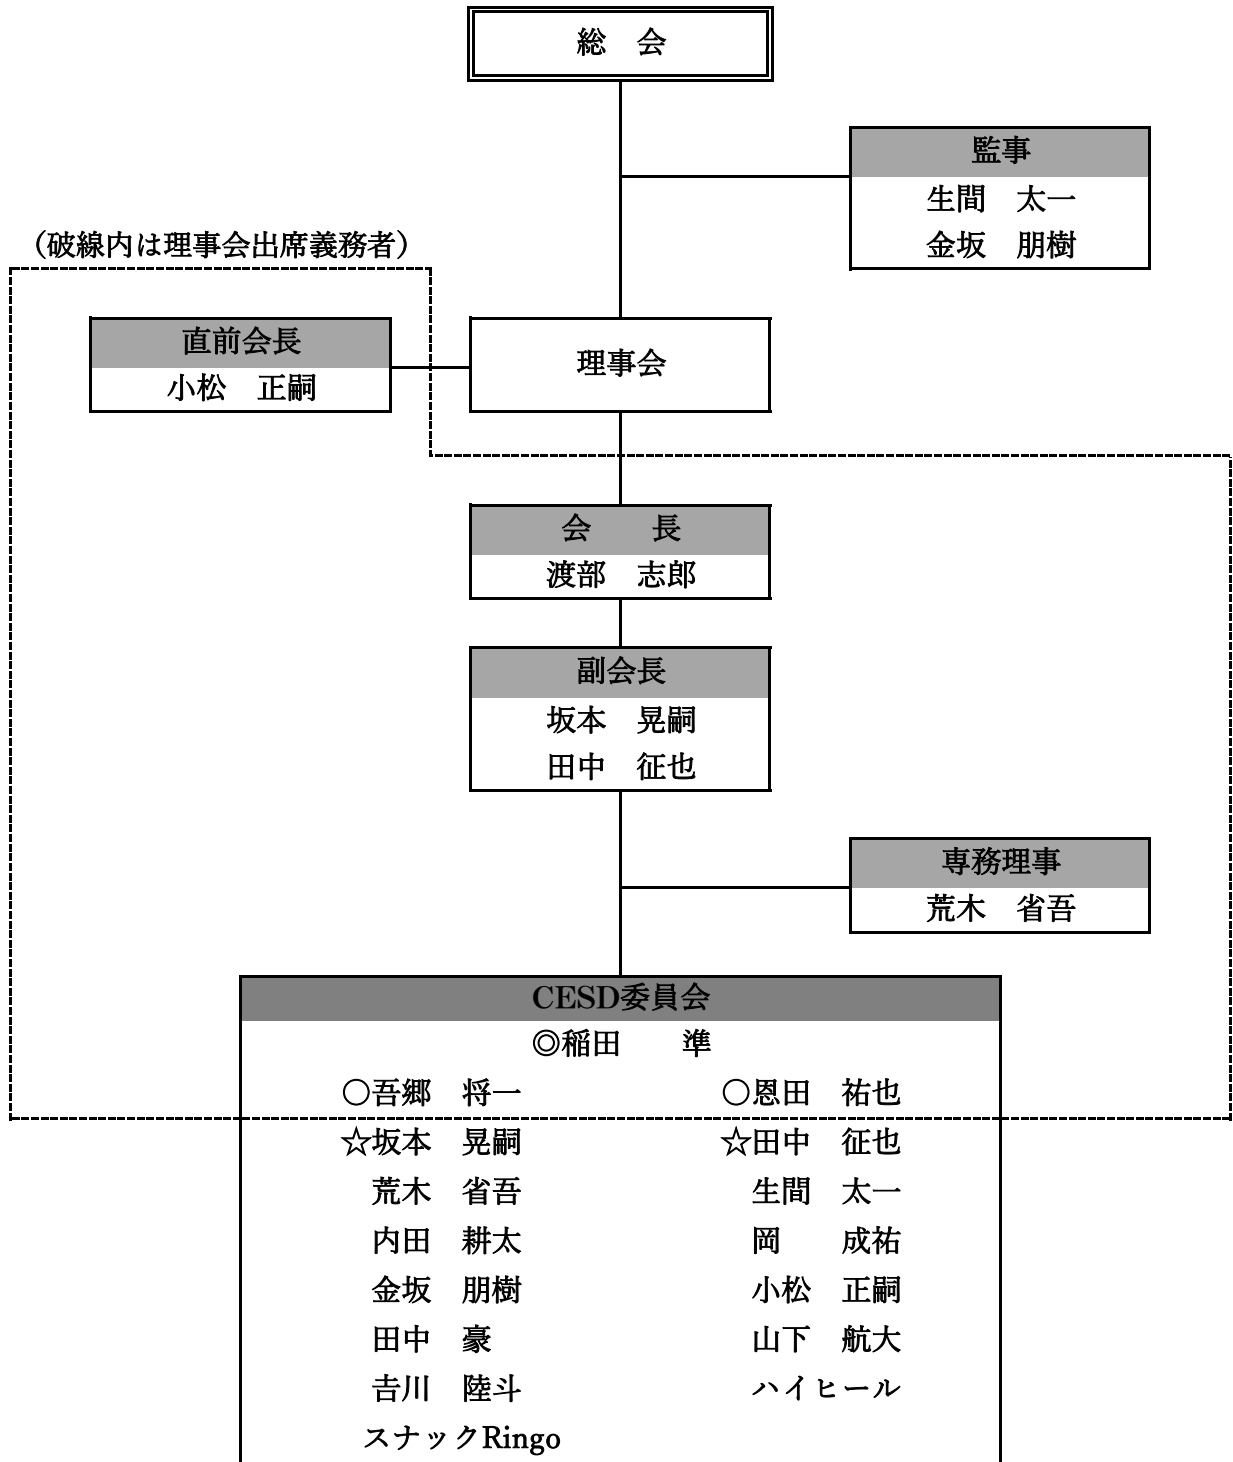 総　会
監事
生間　太一
金坂　朋樹
（破線内は理事会出席義務者）
直前会長
小松　正嗣
理事会
会　　長
渡部　志郎
副会長
坂本　晃嗣
田中　征也
専務理事
荒木　省吾
CESD委員会
◎稲田　　準
○吾郷　将一　○恩田　祐也
☆坂本　晃嗣　☆田中　征也
荒木　省吾　生間　太一
内田　耕太　岡　　成祐
金坂　朋樹　小松　正嗣
田中　豪　山下　航大
𠮷川　陸斗　ハイヒール
スナックRingo